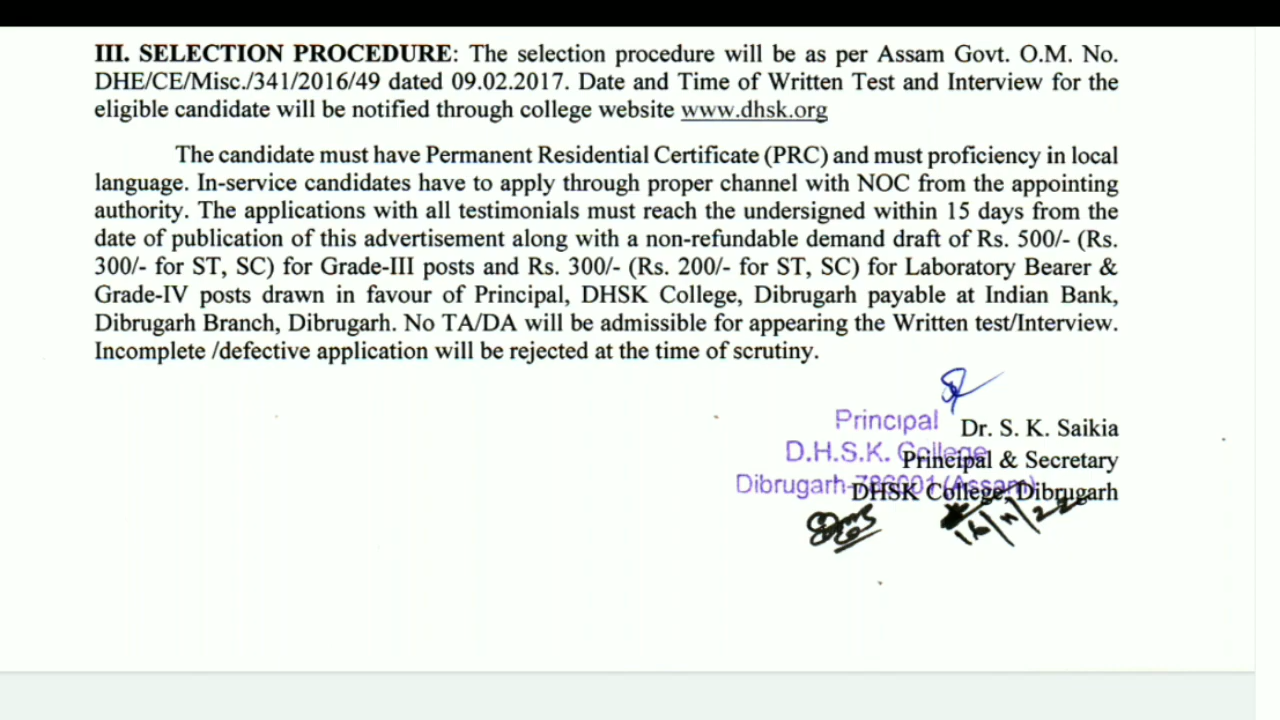 III. SELECTION PROCEDURE: The selection procedure will be as per Assam Govt. O.M. No.
DHE/CE/Misc./341/2016/49 dated 09.02.2017. Date and Time of Written Test and Interview for the
eligible candidate will be notified through college website www.dhsk.org
The candidate must have Permanent Residential Certificate (PRC) and must proficiency in local
language. In-service candidates have to apply through proper channel with NOC from the appointing
authority. The applications with all testimonials must reach the undersigned within 15 days from the
date of publication of this advertisement along with a non-refundable demand draft of Rs. 500/- (Rs.
300/- for ST, SC) for Grade-III posts and Rs. 300/- (Rs. 200/- for ST, SC) for Laboratory Bearer &
Grade-IV posts drawn in favour of Principal, DHSK College, Dibrugarh payable at Indian Bank,
Dibrugarh Branch, Dibrugarh. No TA/DA will be admissible for appearing the Written test/Interview.
Incomplete /defective application will be rejected at the time of scrutiny.
Principal
D.H.S.K. College
Dibrugarh-786001 (Assam)
Dr. S. K. Saikia
Principal & Secretary
DHSK College, Dibrugarh